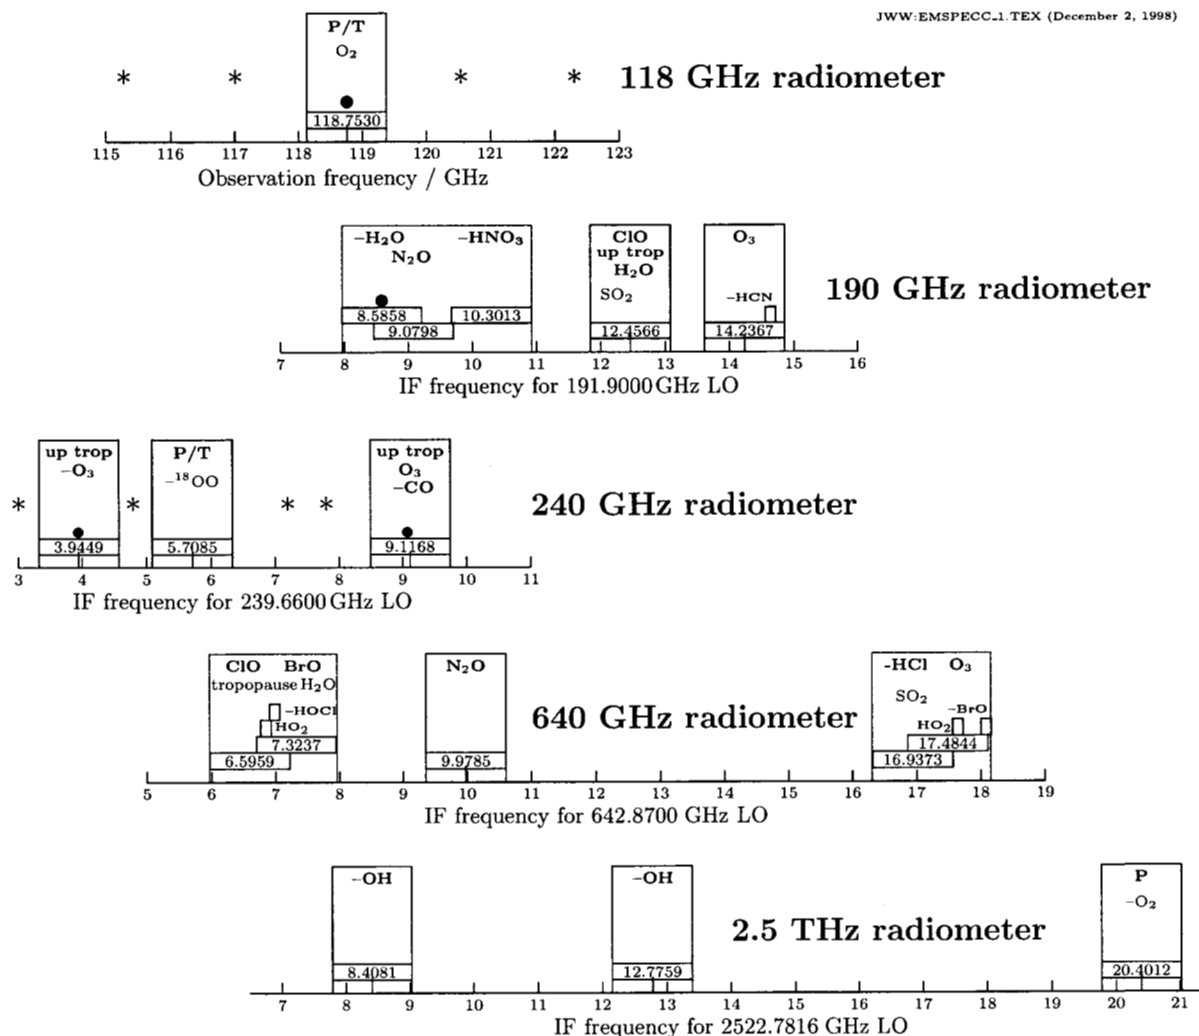 JWW:EMSPECC_1.TEX (December 2, 1998)
P/T
O₂
* * * * 118 GHz radiometer
118.7530
115 116 117 118 119 120 121 122 123
Observation frequency / GHz
–H₂O –HNO₃
N₂O
ClO
up trop
H₂O
SO₂
O₃
–HCN
190 GHz radiometer
8.5858 10.3013
9.0798
12.4566
14.2367
7 8 9 10 11 12 13 14 15 16
IF frequency for 191.9000GHz LO
up trop
–O₃
P/T
–¹⁸OO
up trop
O₃
–CO
* * * * 240 GHz radiometer
3.9449 5.7085 9.1168
3 4 5 6 7 8 9 10 11
IF frequency for 239.6600GHz LO
ClO BrO
tropopause H₂O
–HOCl
HO₂
7.3237
6.5959
N₂O
9.9785
640 GHz radiometer
-HCl O₃
SO₂
–BrO
HO₂
17.4844
16.9373
5 6 7 8 9 10 11 12 13 14 15 16 17 18 19
IF frequency for 642.8700 GHz LO
–OH –OH P
–O₂
2.5 THz radiometer
8.4081 12.7759 20.4012
7 8 9 10 11 12 13 14 15 16 17 18 19 20 21
IF frequency for 2522.7816 GHz LO